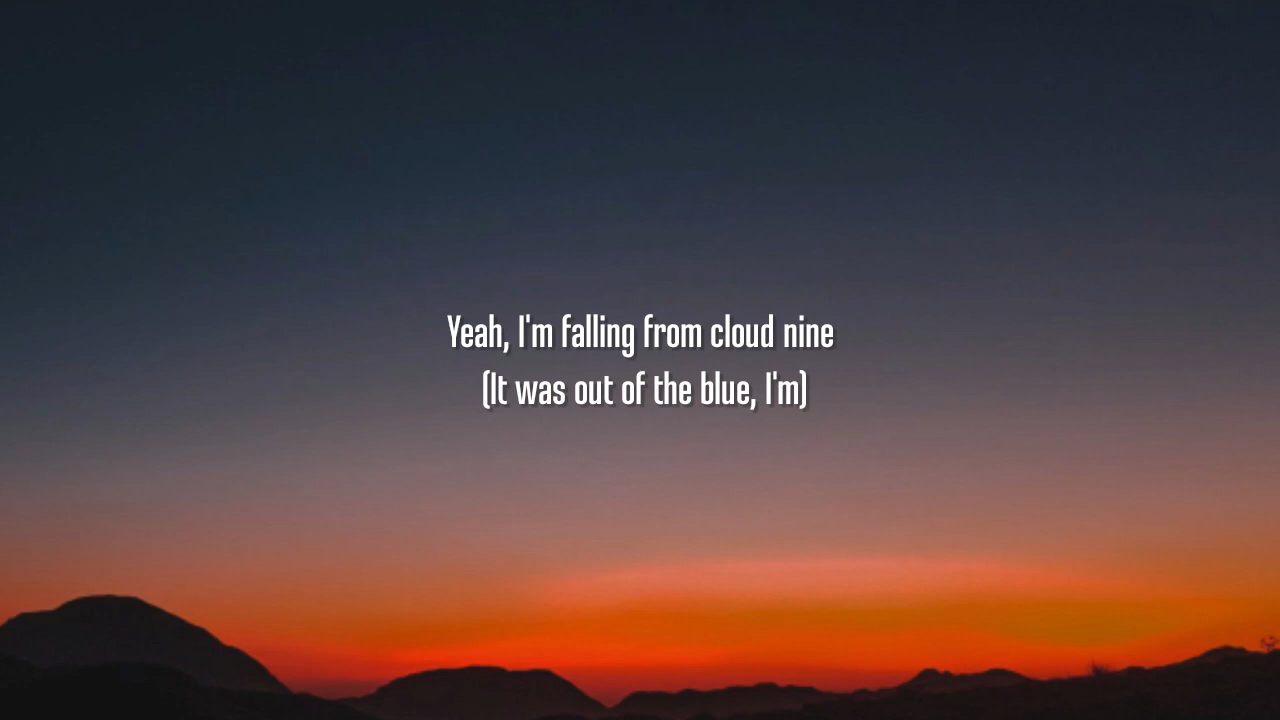 Yeah, I'm falling from cloud nine
(It was out of the blue, I'm)